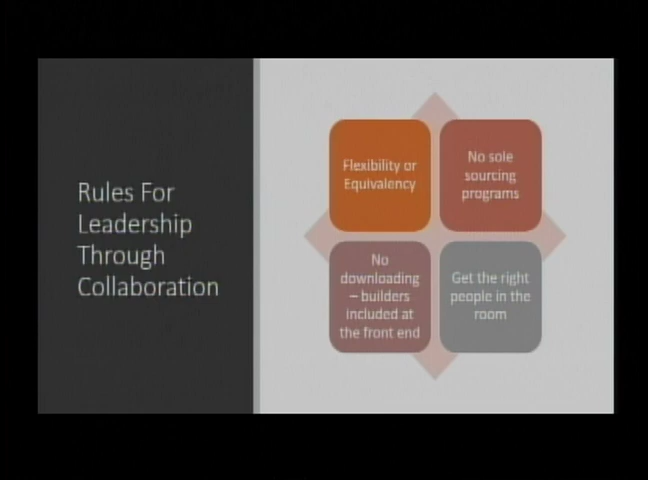 Rules For
Leadership
Through
Collaboration
Flexibility or
Equivalency
No sole
sourcing
programs
No
downloading
– builders
included at
the front end
Get the right
people in the
room